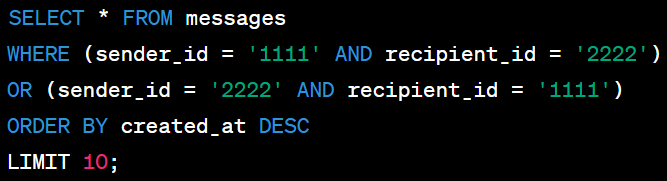 SELECT * FROM messages
WHERE (sender_id = '1111' AND recipient_id = '2222')
OR (sender_id = '2222' AND recipient_id = '1111')
ORDER BY created_at DESC
LIMIT 10;